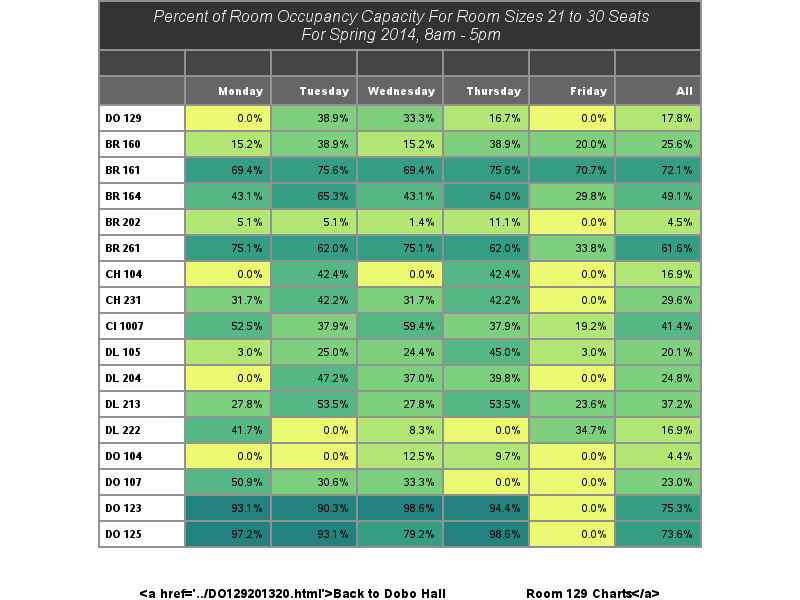 Percent of Room Occupancy Capacity For Room Sizes 21 to 30 Seats
For Spring 2014, 8am - 5pm
Monday Tuesday Wednesday Thursday Friday All
DO 129 0.0% 38.9% 33.3% 16.7% 0.0% 17.8%
BR 160 15.2% 38.9% 15.2% 38.9% 20.0% 25.6%
BR 161 69.4% 75.6% 69.4% 75.6% 70.7% 72.1%
BR 164 43.1% 65.3% 43.1% 64.0% 29.8% 49.1%
BR 202 5.1% 5.1% 1.4% 11.1% 0.0% 4.5%
BR 261 75.1% 62.0% 75.1% 62.0% 33.8% 61.6%
CH 104 0.0% 42.4% 0.0% 42.4% 0.0% 16.9%
CH 231 31.7% 42.2% 31.7% 42.2% 0.0% 29.6%
CI 1007 52.5% 37.9% 59.4% 37.9% 19.2% 41.4%
DL 105 3.0% 25.0% 24.4% 45.0% 3.0% 20.1%
DL 204 0.0% 47.2% 37.0% 39.8% 0.0% 24.8%
DL 213 27.8% 53.5% 27.8% 53.5% 23.6% 37.2%
DL 222 41.7% 0.0% 8.3% 0.0% 34.7% 16.9%
DO 104 0.0% 0.0% 12.5% 9.7% 0.0% 4.4%
DO 107 50.9% 30.6% 33.3% 0.0% 0.0% 23.0%
DO 123 93.1% 90.3% 98.6% 94.4% 0.0% 75.3%
DO 125 97.2% 93.1% 79.2% 98.6% 0.0% 73.6%
<a href='../DO129201320.html'>Back to Dobo Hall Room 129 Charts</a>